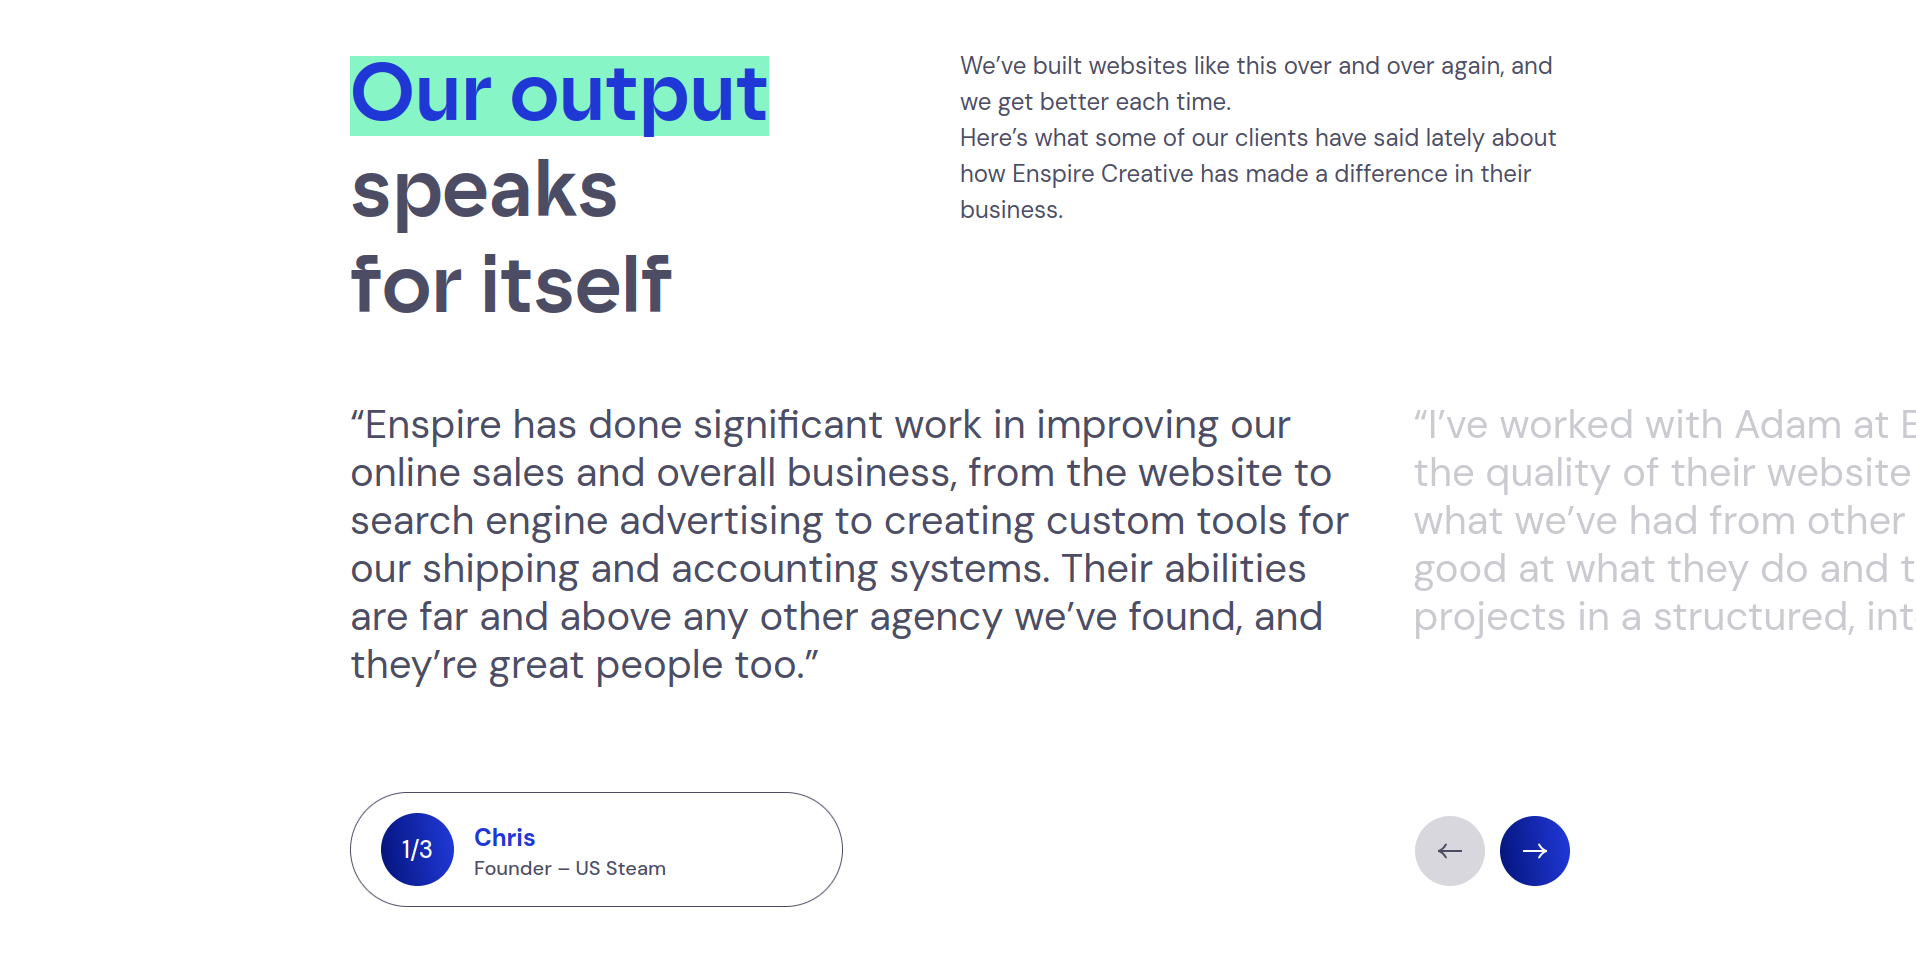 Our output
speaks
for itself
We’ve built websites like this over and over again, and
we get better each time.
Here’s what some of our clients have said lately about
how Enspire Creative has made a difference in their
business.
“Enspire has done significant work in improving our
online sales and overall business, from the website to
search engine advertising to creating custom tools for
our shipping and accounting systems. Their abilities
are far and above any other agency we’ve found, and
they’re great people too.”
“I’ve worked with Adam at
the quality of their website
what we’ve had from other
good at what they do and
projects in a structured,
1/3
Chris
Founder – US Steam